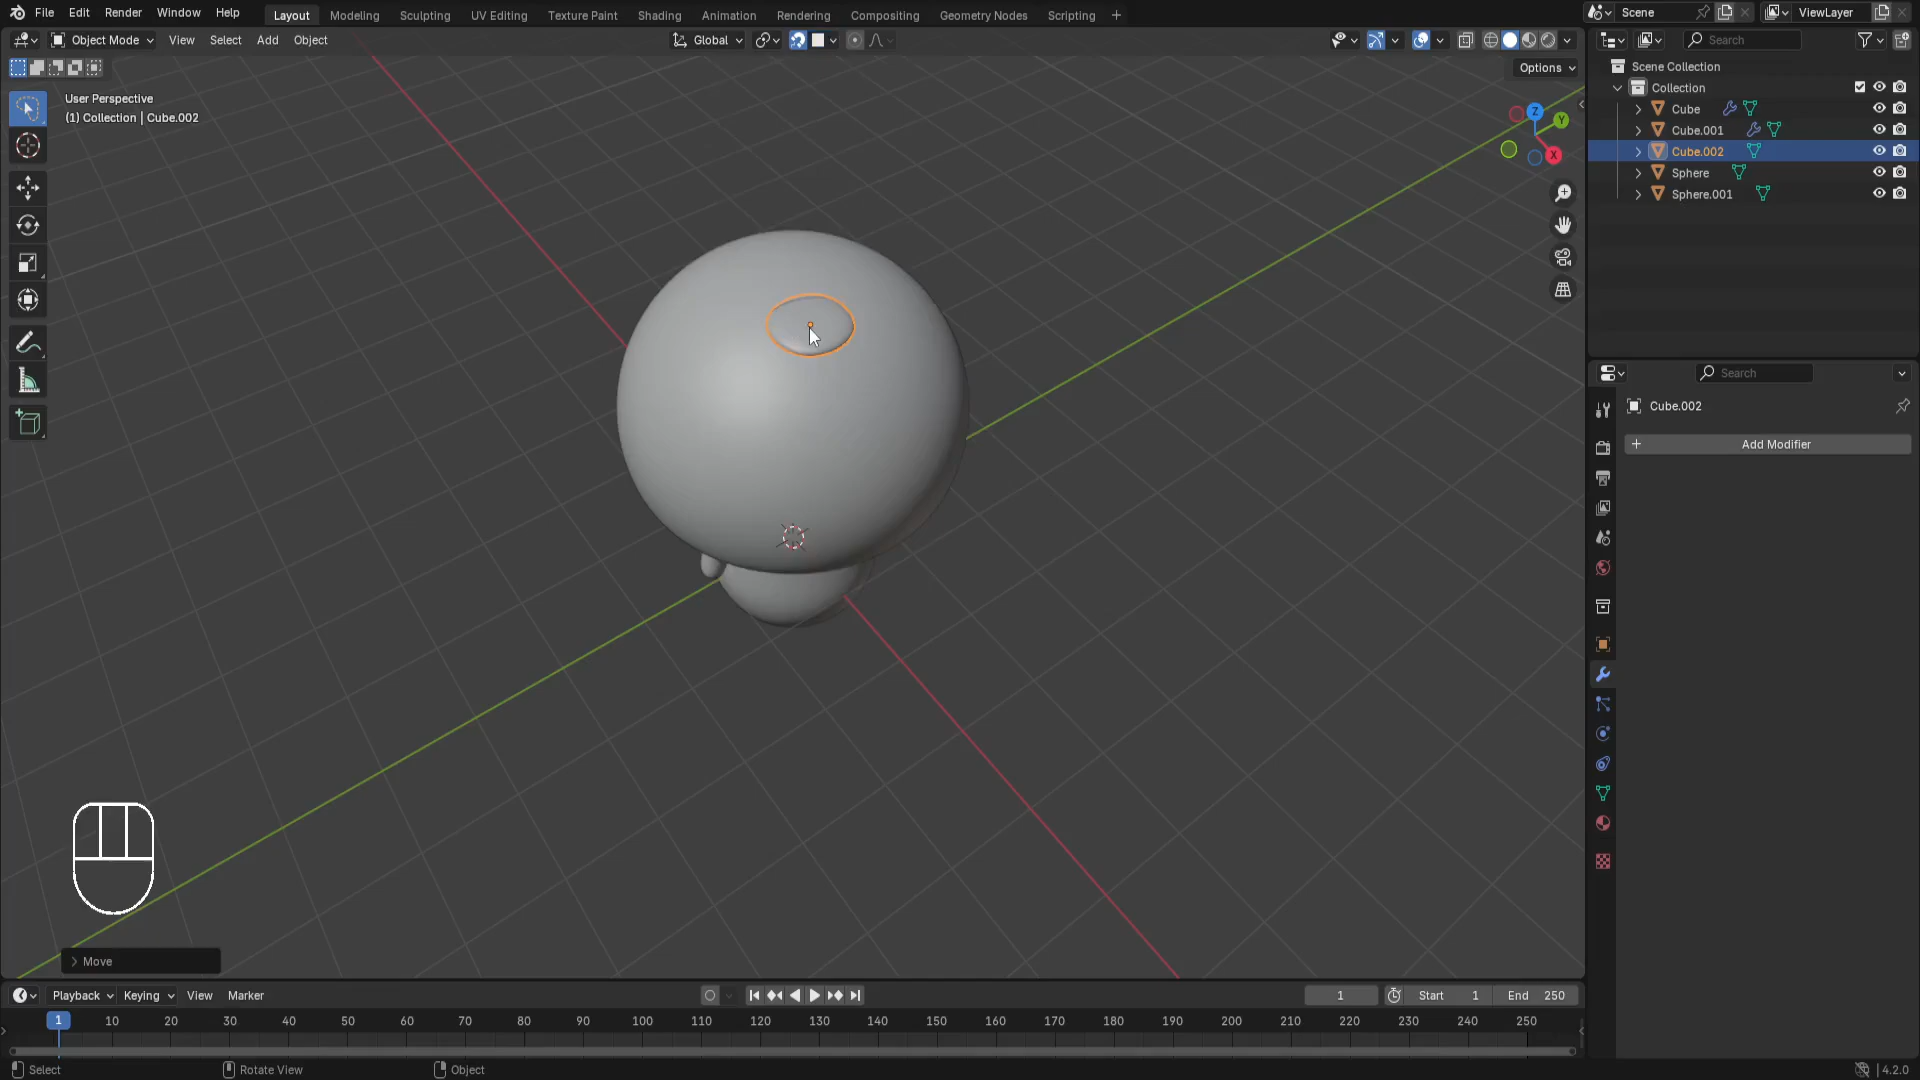 File Edit Render Window Help Layout Modeling Sculpting UV Editing Texture Paint Shading Animation Rendering Compositing Geometry Nodes Scripting + Scene ViewLayer
Object Mode View Select Add Object Global Search
Options
User Perspective
(1) Collection | Cube.002
Z
Y
X
Scene Collection
Collection
Cube
Cube.001
Cube.002
Sphere
Sphere.001
Search
Cube.002
+ Add Modifier
> Move
Playback Keying View Marker 1 Start 1 End 250
1 10 20 30 40 50 60 70 80 90 100 110 120 130 140 150 160 170 180 190 200 210 220 230 240 250
Select Rotate View Object 4.2.0